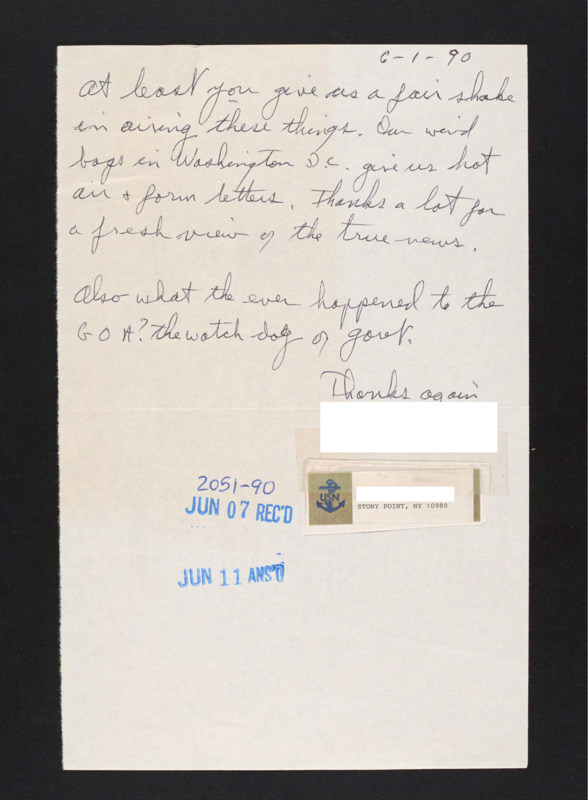 6-1-90
At least you give us a fair shake
in airing these things. Our wind
bags in Washington D.C. give us hot
air & form letters. Thanks a lot for
a fresh view of the true news.
Also what the ever happened to the
G O A? the watch dog of govt.
Thanks again
2051-90
JUN 07 REC'D
USN
STONY POINT, NY 10980
JUN 11 ANS'D